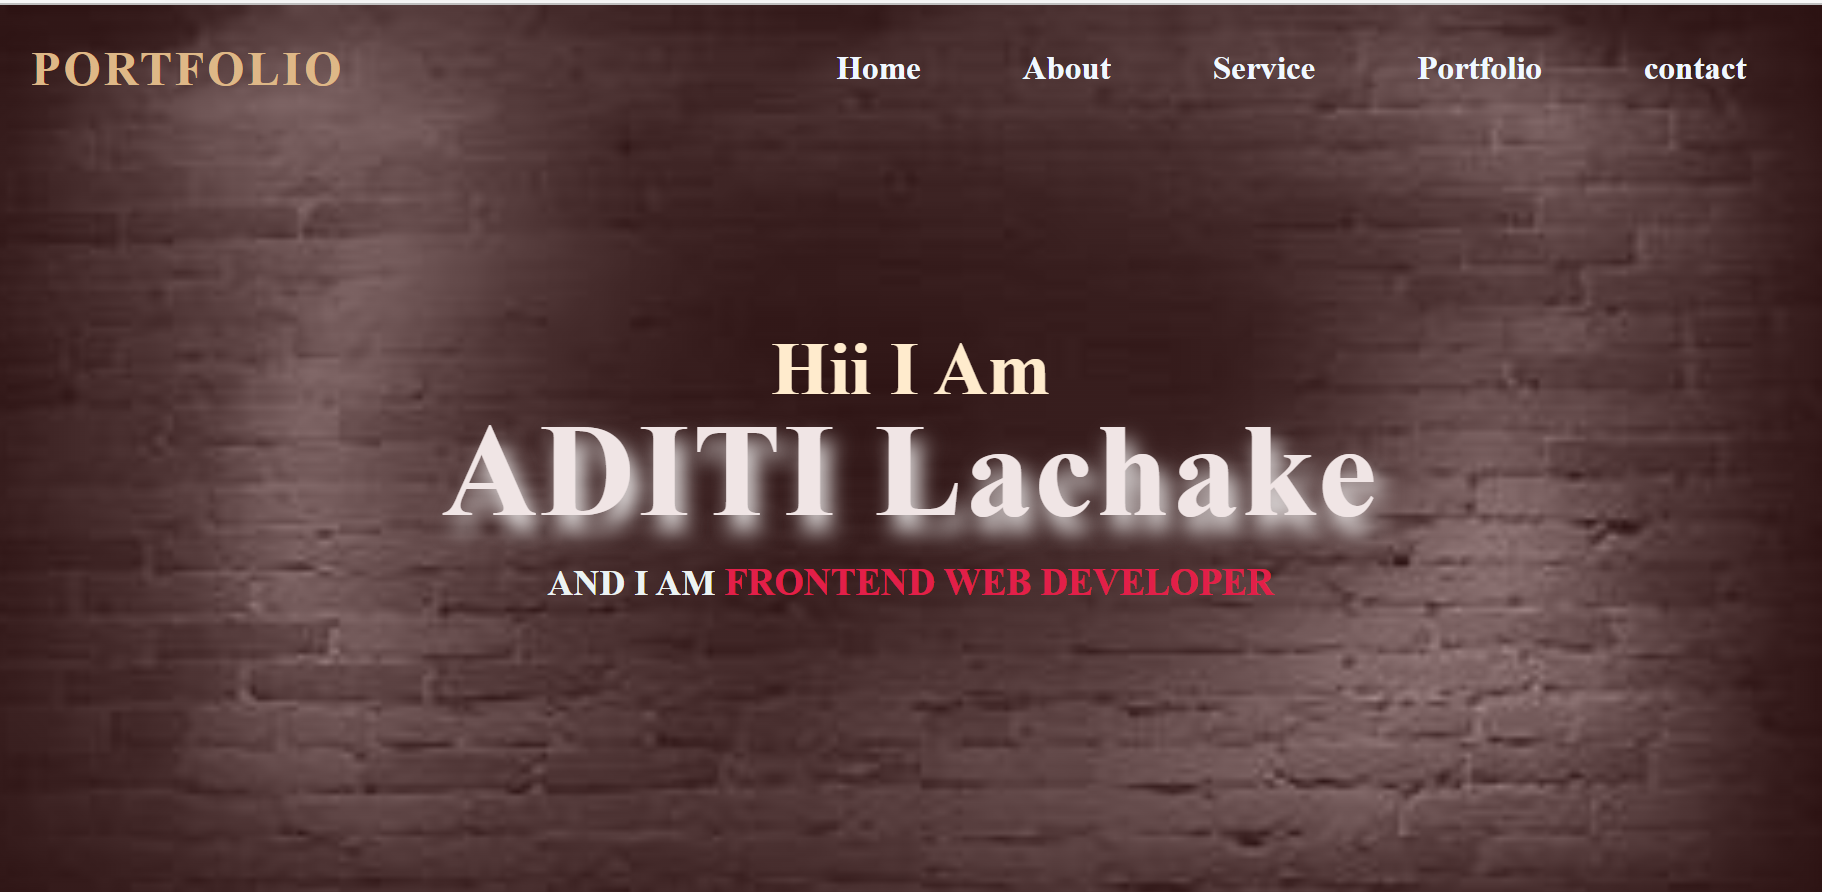 PORTFOLIO Home About Service Portfolio contact
Hii I Am
ADITI Lachake
AND I AM FRONTEND WEB DEVELOPER